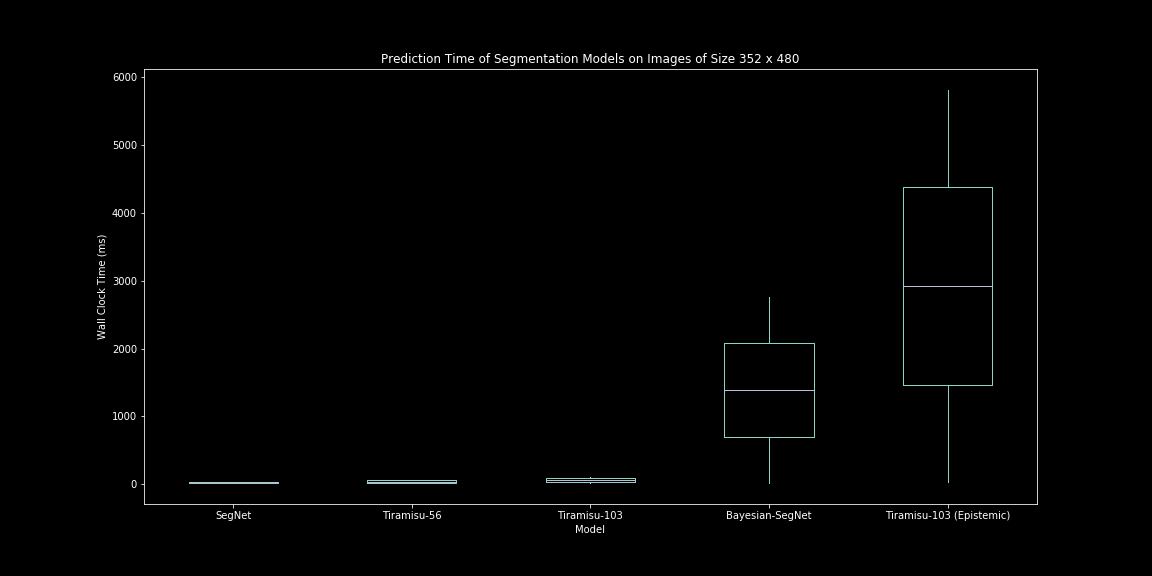 Prediction Time of Segmentation Models on Images of Size 352 x 480
6000
5000
4000
3000
2000
1000
0
Wall Clock Time (ms)
SegNet
Tiramisu-56
Tiramisu-103
Bayesian-SegNet
Tiramisu-103 (Epistemic)
Model